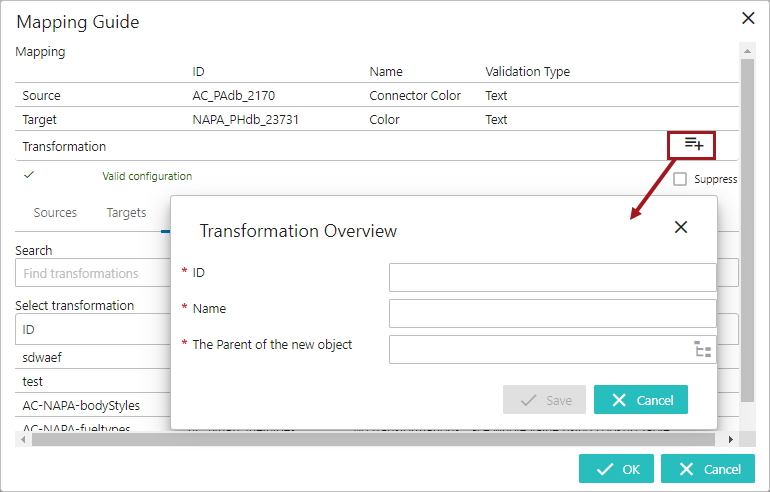 Mapping Guide
Mapping
ID Name Validation Type
Source AC_PAdb_2170 Connector Color Text
Target NAPA_PHdb_23731 Color Text
Transformation
Valid configuration Suppress
Sources Targets
Search
Find transformations
Select transformation
ID
sdwaef
test
AC-NAPA-bodyStyles
AC-NAPA-fueltypes
Transformation Overview
* ID
* Name
* The Parent of the new object
Save Cancel
OK Cancel